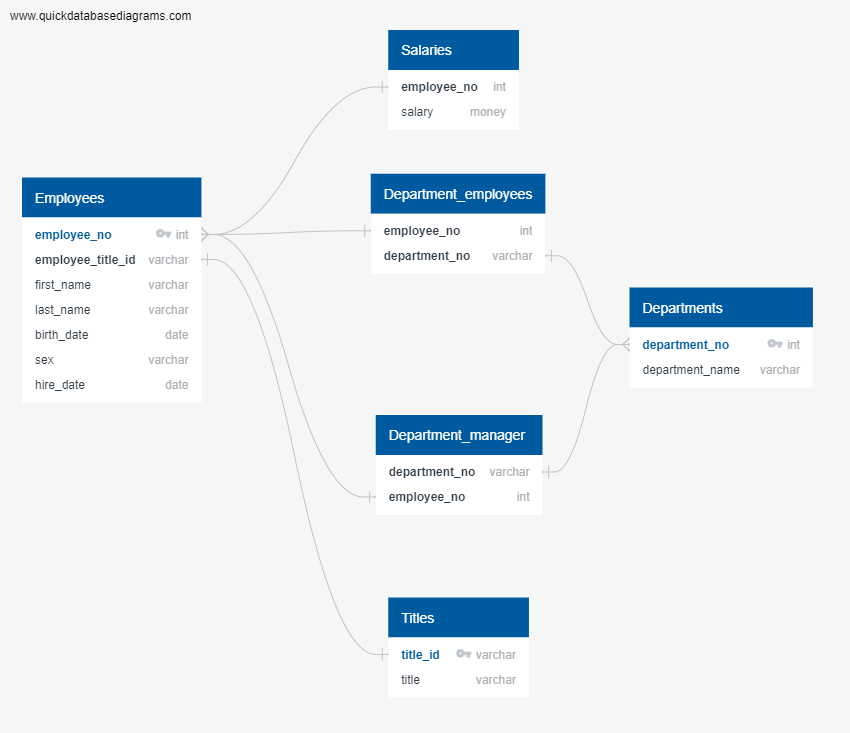 www.quickdatabasediagrams.com
Salaries
employee_no int
salary money
Employees
employee_no int
employee_title_id varchar
first_name varchar
last_name varchar
birth_date date
sex varchar
hire_date date
Department_employees
employee_no int
department_no varchar
Departments
department_no int
department_name varchar
Department_manager
department_no varchar
employee_no int
Titles
title_id varchar
title varchar